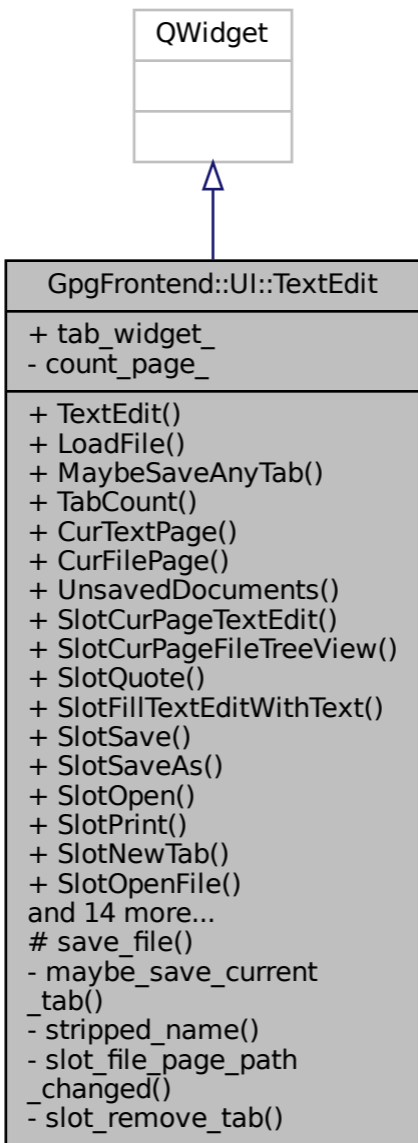 QWidget
GpgFrontend::UI::TextEdit
+ tab_widget_
- count_page_
+ TextEdit()
+ LoadFile()
+ MaybeSaveAnyTab()
+ TabCount()
+ CurTextPage()
+ CurFilePage()
+ UnsavedDocuments()
+ SlotCurPageTextEdit()
+ SlotCurPageFileTreeView()
+ SlotQuote()
+ SlotFillTextEditWithText()
+ SlotSave()
+ SlotSaveAs()
+ SlotOpen()
+ SlotPrint()
+ SlotNewTab()
+ SlotOpenFile()
and 14 more...
# save_file()
- maybe_save_current
_tab()
- stripped_name()
- slot_file_page_path
_changed()
- slot_remove_tab()